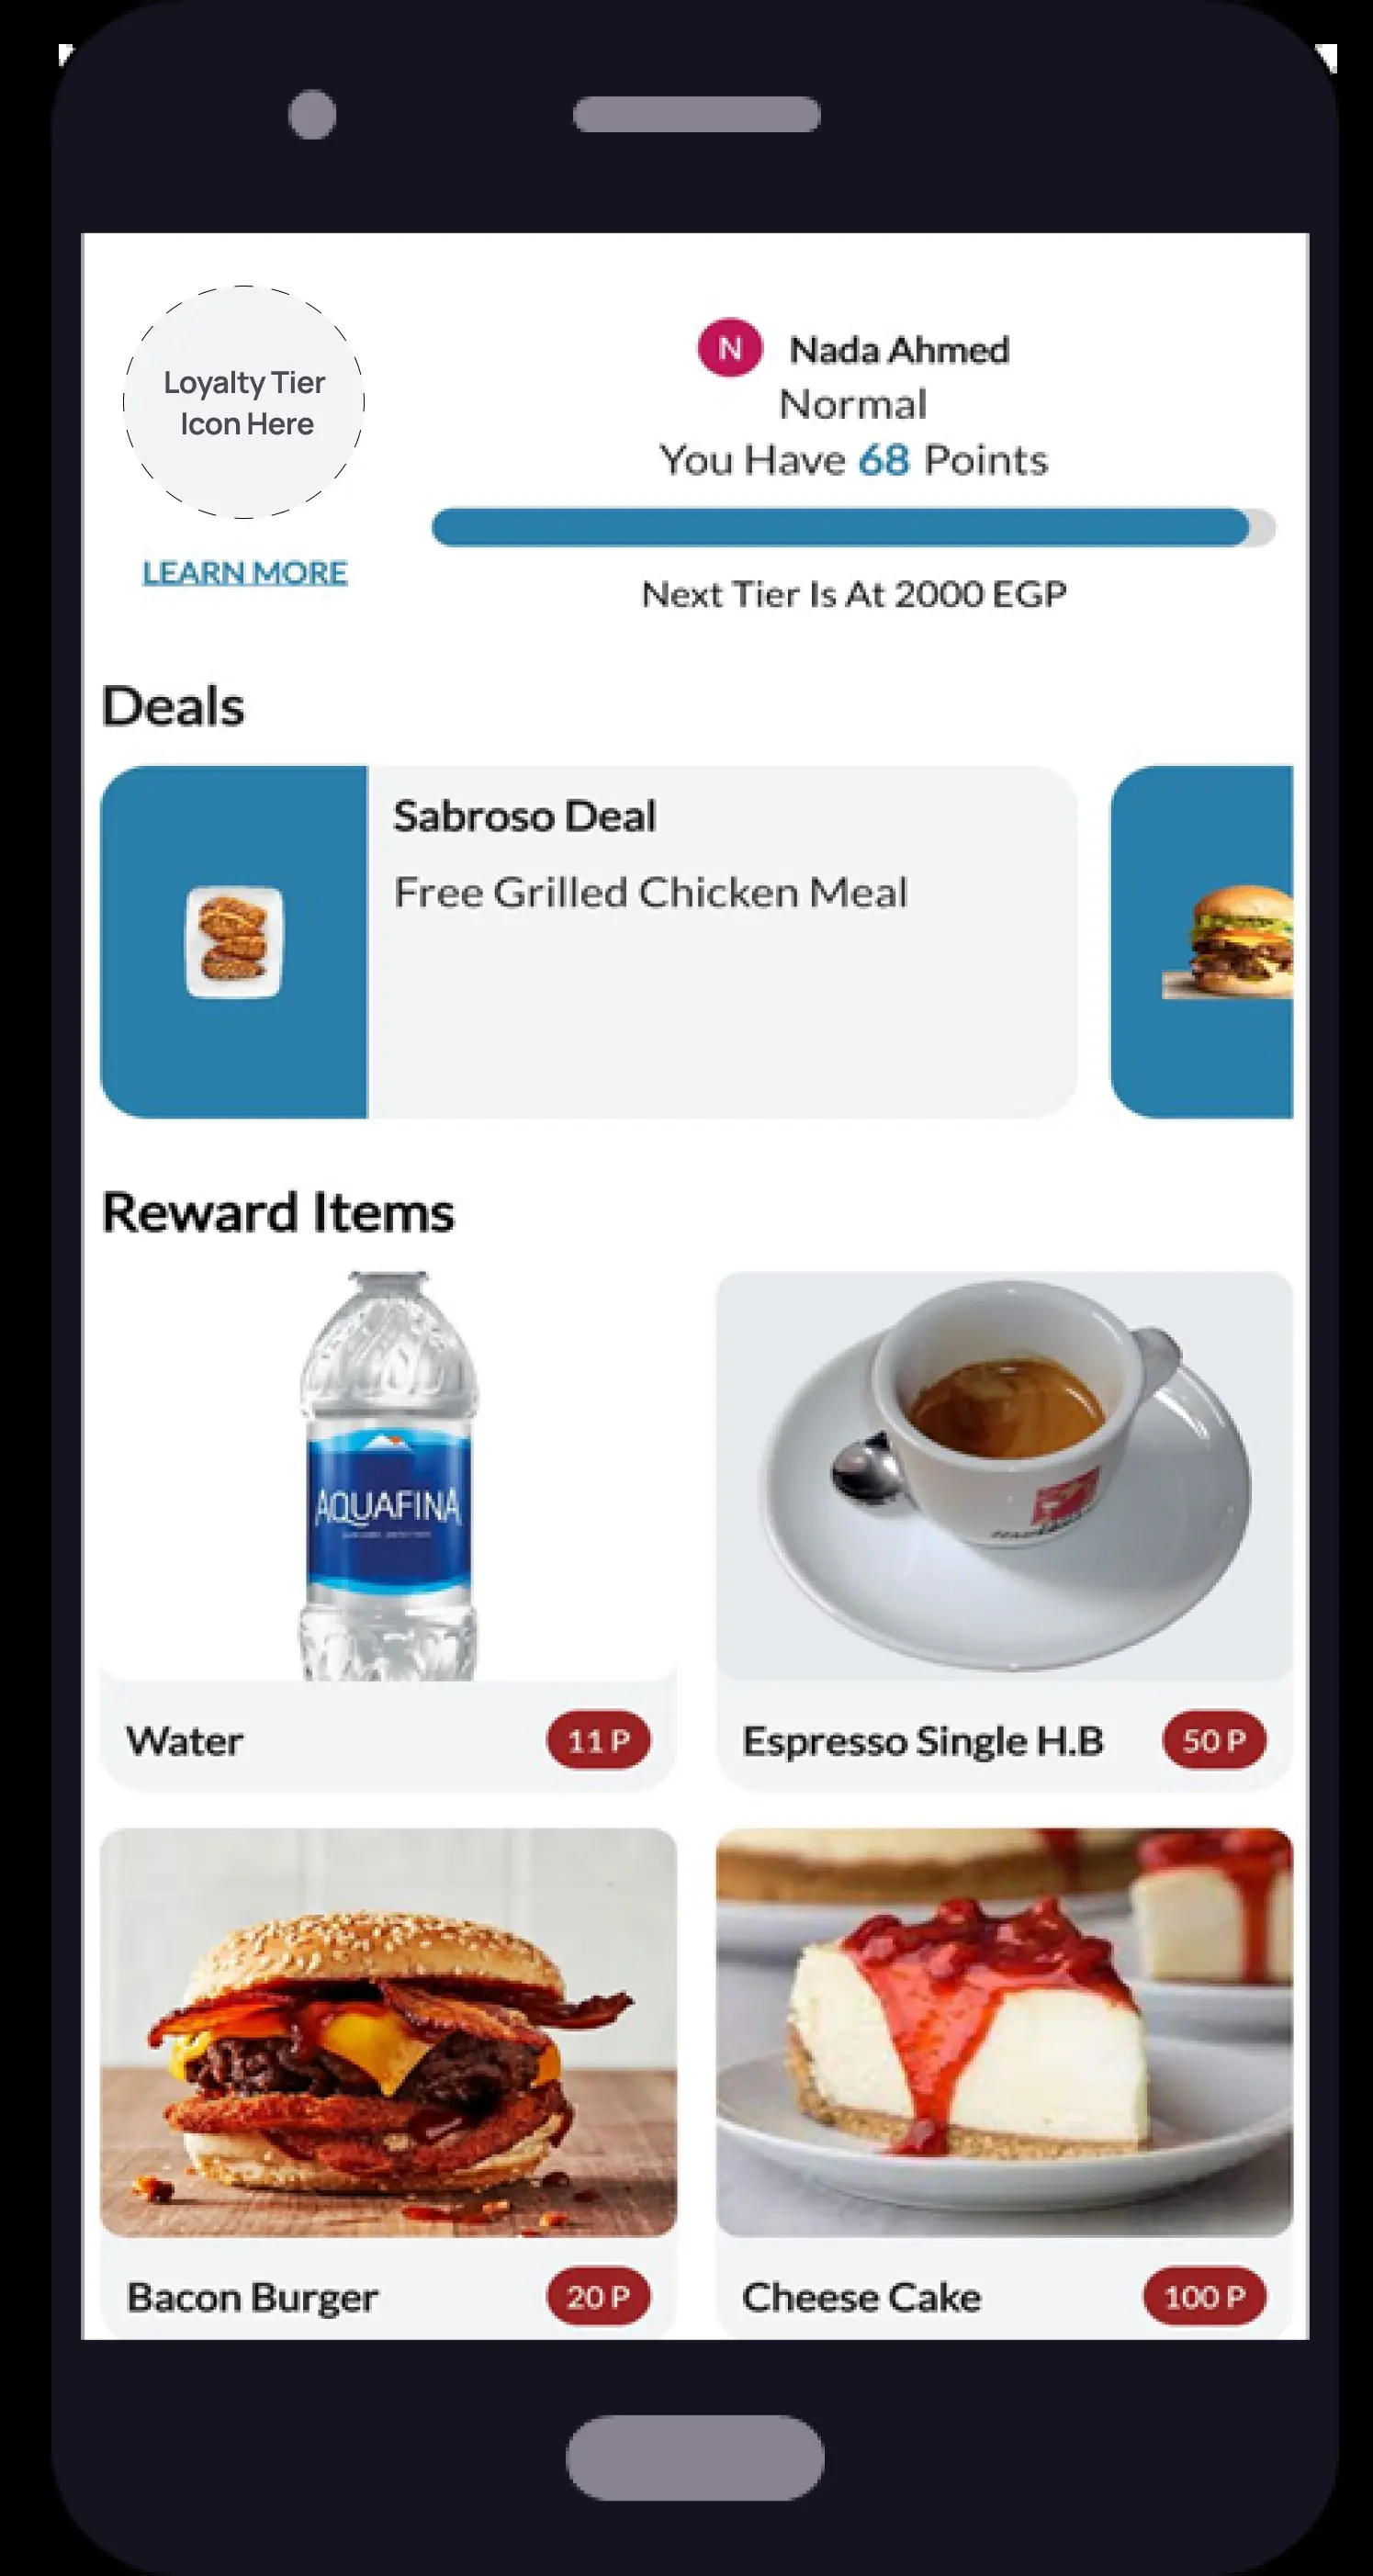 Loyalty Tier
Icon Here
LEARN MORE
N Nada Ahmed
Normal
You Have 68 Points
Next Tier Is At 2000 EGP
Deals
Sabroso Deal
Free Grilled Chicken Meal
Reward Items
AQUAFINA
Water 11 P
Espresso Single H.B 50 P
Bacon Burger 20 P
Cheese Cake 100 P